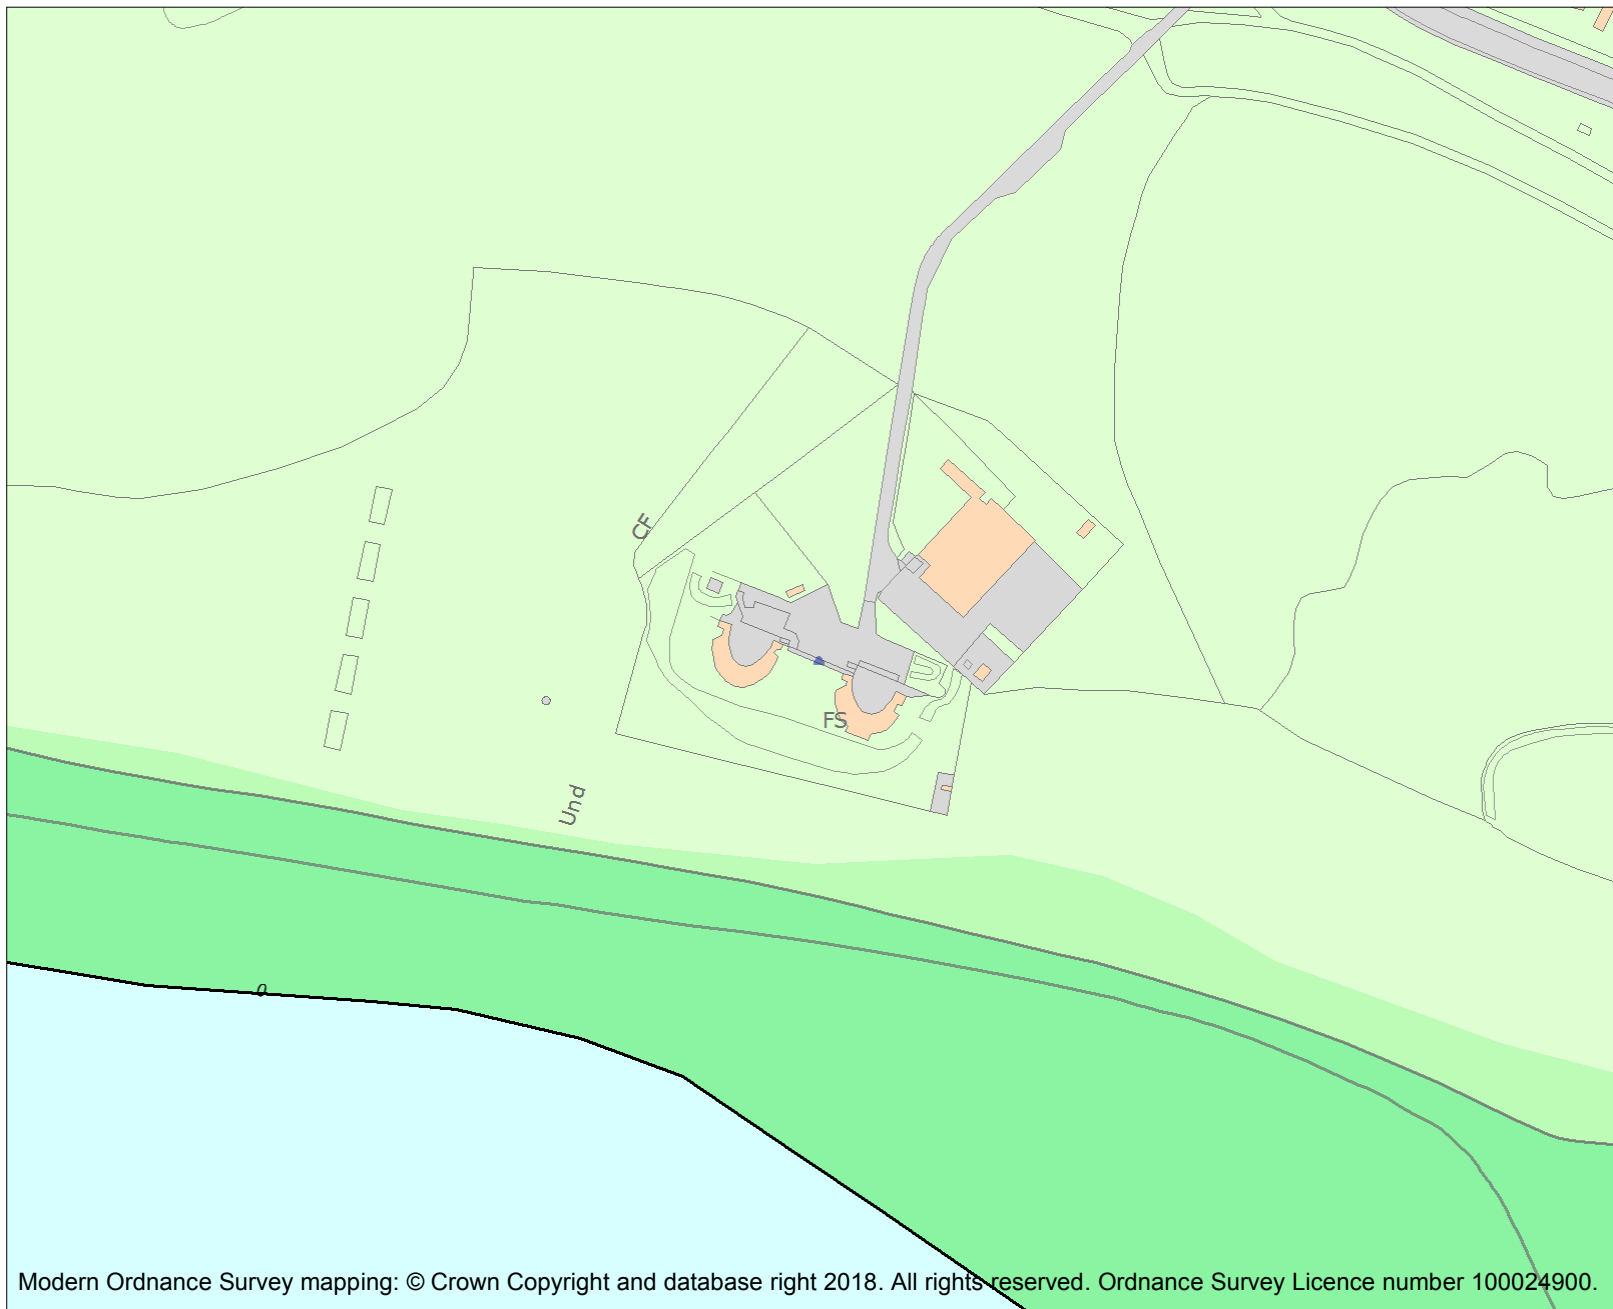 CF
FS
Und
0
Modern Ordnance Survey mapping: © Crown Copyright and database right 2018. All rights reserved. Ordnance Survey Licence number 100024900.